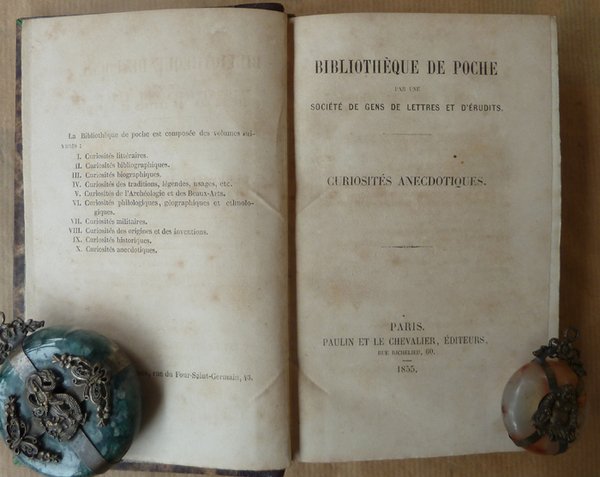 La Bibliothèque de poche est composée des volumes sui-
vants :
I. Curiosités littéraires.
II. Curiosités bibliographiques.
III. Curiosités biographiques.
IV. Curiosités des traditions, légendes, usages, etc.
V. Curiosités de l'Archéologie et des Beaux-Arts.
VI. Curiosités philologiques, géographiques et ethnolo-
giques.
VII. Curiosités militaires.
VIII. Curiosités des origines et des inventions.
IX. Curiosités historiques.
X. Curiosités anecdotiques.
rue du Four-Saint-Germain, 43.
BIBLIOTHÈQUE DE POCHE
PAR UNE
SOCIÉTÉ DE GENS DE LETTRES ET D'ÉRUDITS.
CURIOSITÉS ANECDOTIQUES.
PARIS.
PAULIN ET LE CHEVALIER, ÉDITEURS,
RUE RICHELIEU, 60.
1855.